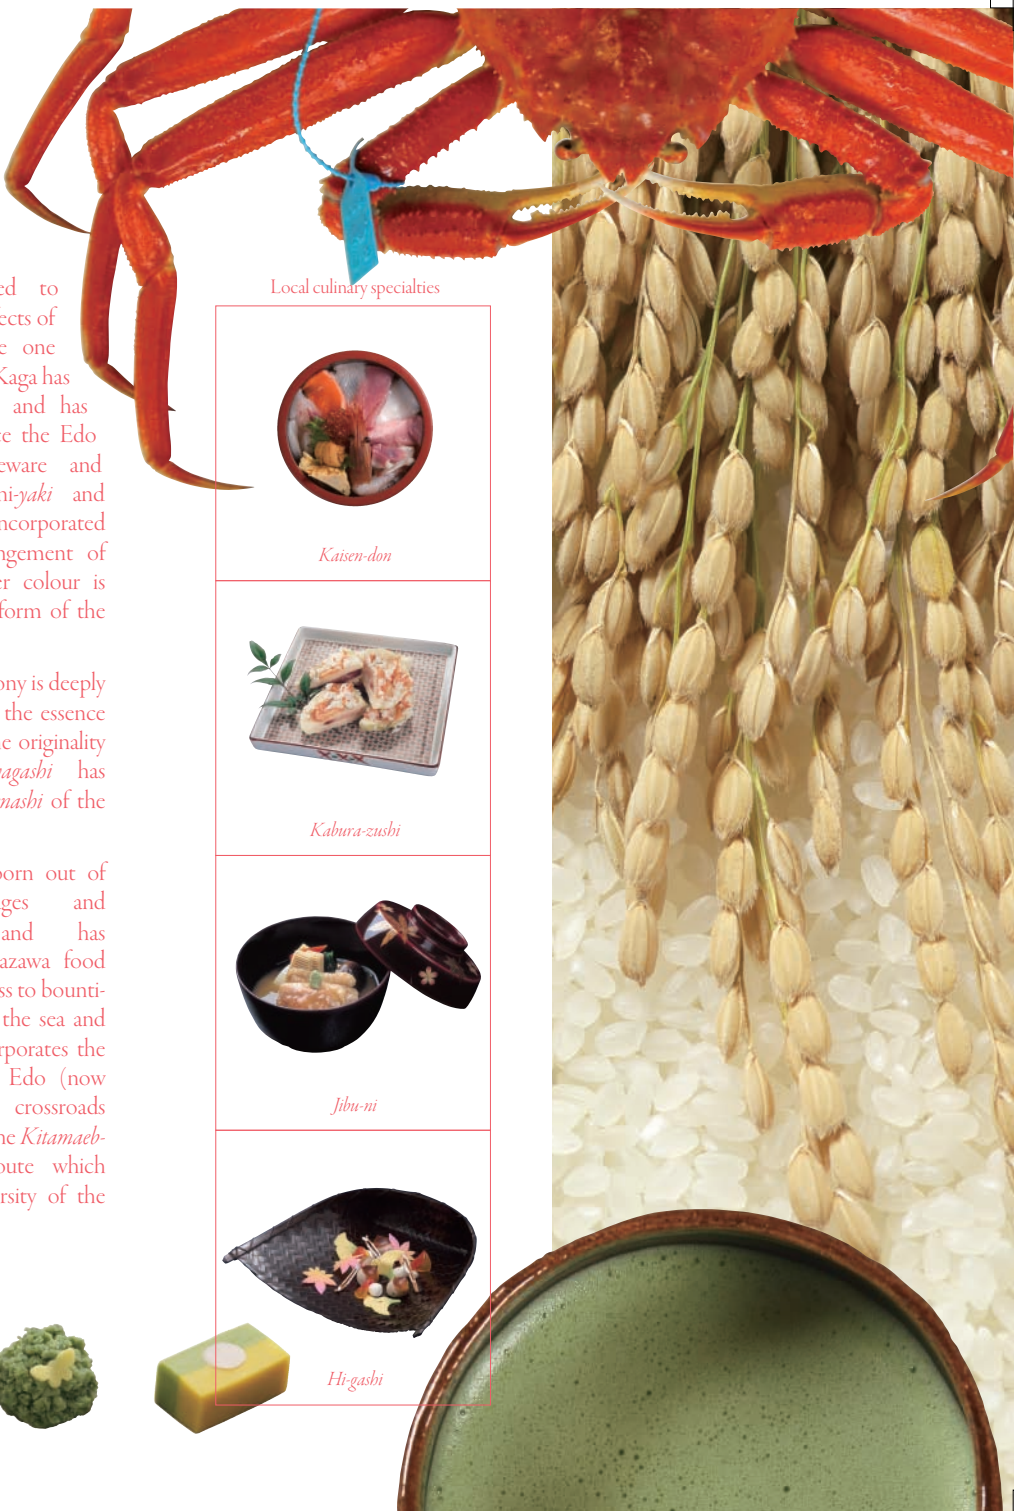 ed to
ects of
e one
Kaga has
and has
ce the Edo
eware and
ni-yaki and
ncorporated
ngement of
er colour is
form of the
ony is deeply
the essence
e originality
agashi has
nashi of the
born out of
ges and
and has
azawa food
ss to bounti-
the sea and
rporates the
Edo (now
crossroads
he Kitamaeb-
oute which
rsity of the
Local culinary specialties
Kaisen-don
Kabura-zushi
Jibu-ni
Hi-gashi